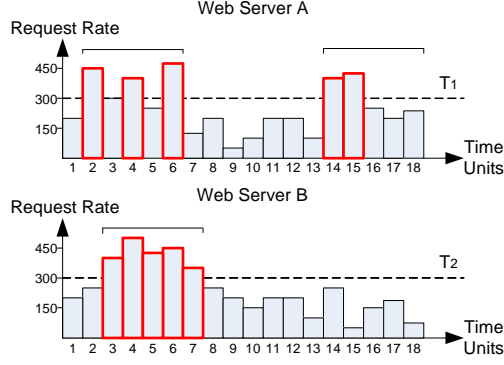 Web Server A
Request Rate
450
300
150
T1
1 2 3 4 5 6 7 8 9 10 11 12 13 14 15 16 17 18
Time
Units
Web Server B
Request Rate
450
300
150
T2
1 2 3 4 5 6 7 8 9 10 11 12 13 14 15 16 17 18
Time
Units